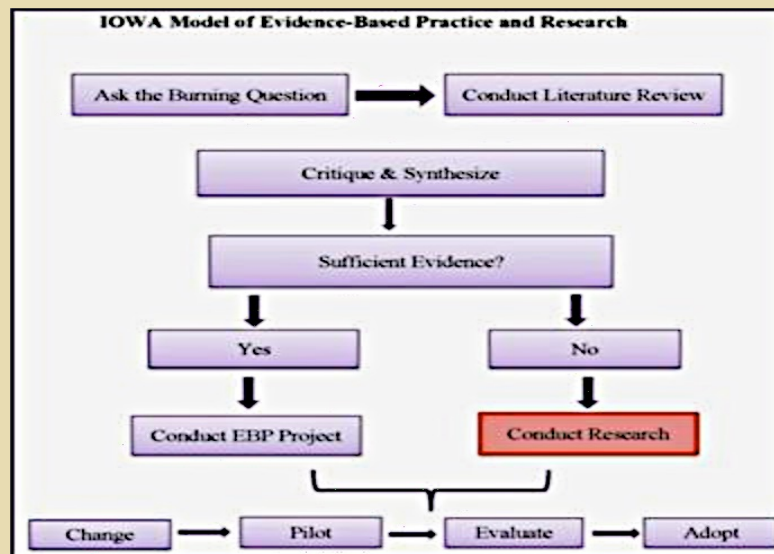 IOWA Model of Evidence-Based Practice and Research
Ask the Burning Question
Conduct Literature Review
Critique & Synthesize
Sufficient Evidence?
Yes
No
Conduct EBP Project
Conduct Research
Change
Pilot
Evaluate
Adopt